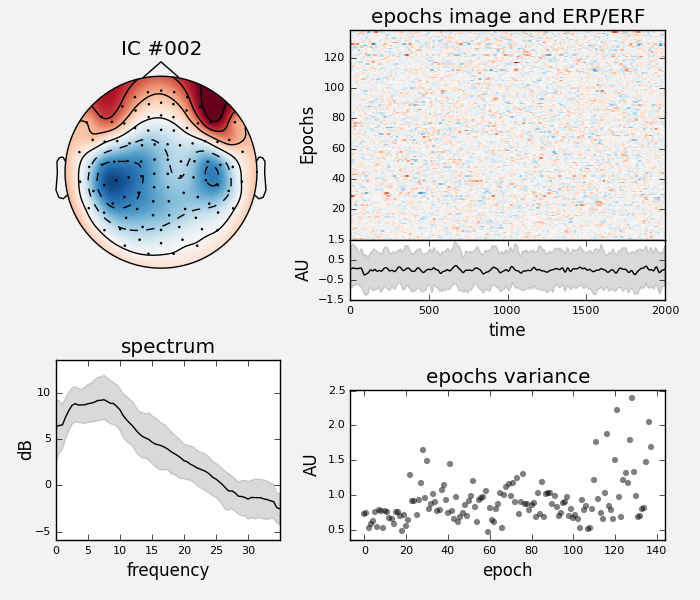 IC #002
epochs image and ERP/ERF
Epochs
120
100
80
60
40
20
AU
1.5
0.5
−0.5
−1.5
0 500 1000 1500 2000
time
spectrum
dB
10
5
0
−5
0 5 10 15 20 25 30
frequency
epochs variance
AU
2.5
2.0
1.5
1.0
0.5
0 20 40 60 80 100 120 140
epoch